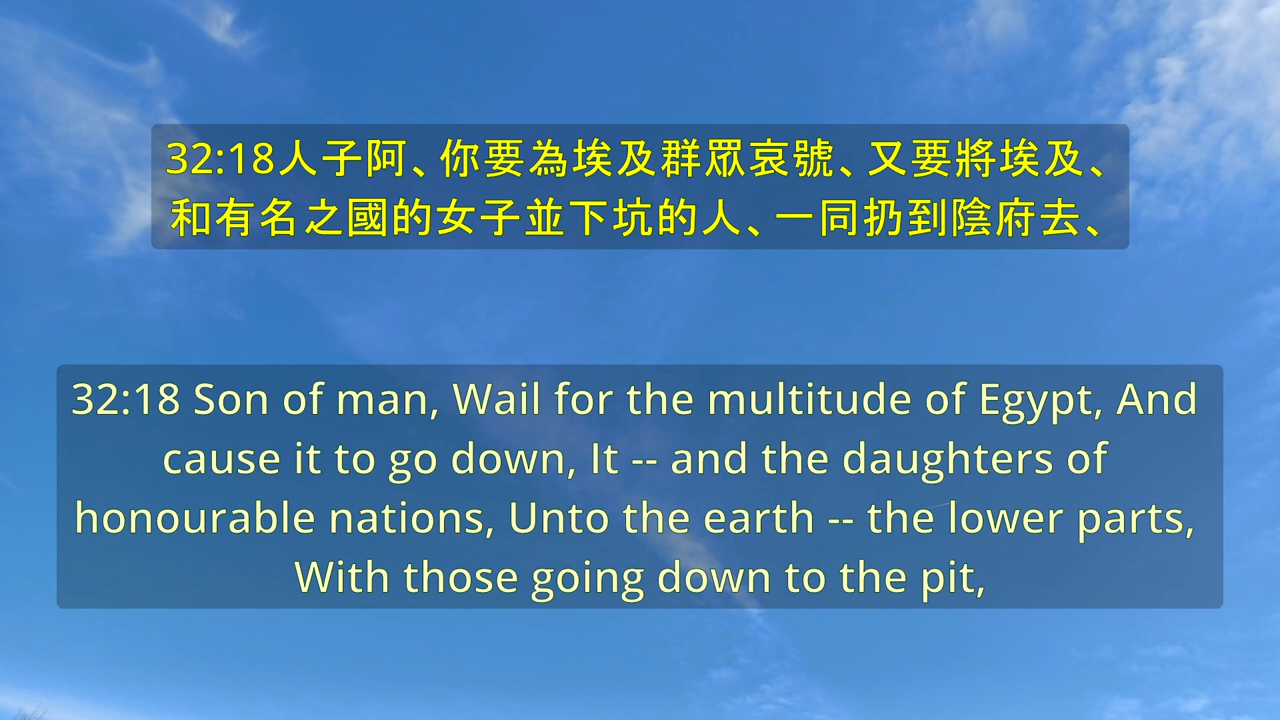 32:18人子阿、你要為埃及群眾哀號、又要將埃及、
和有名之國的女子並下坑的人、一同扔到陰府去、
32:18 Son of man, Wail for the multitude of Egypt, And
cause it to go down, It -- and the daughters of
honourable nations, Unto the earth -- the lower parts,
With those going down to the pit,